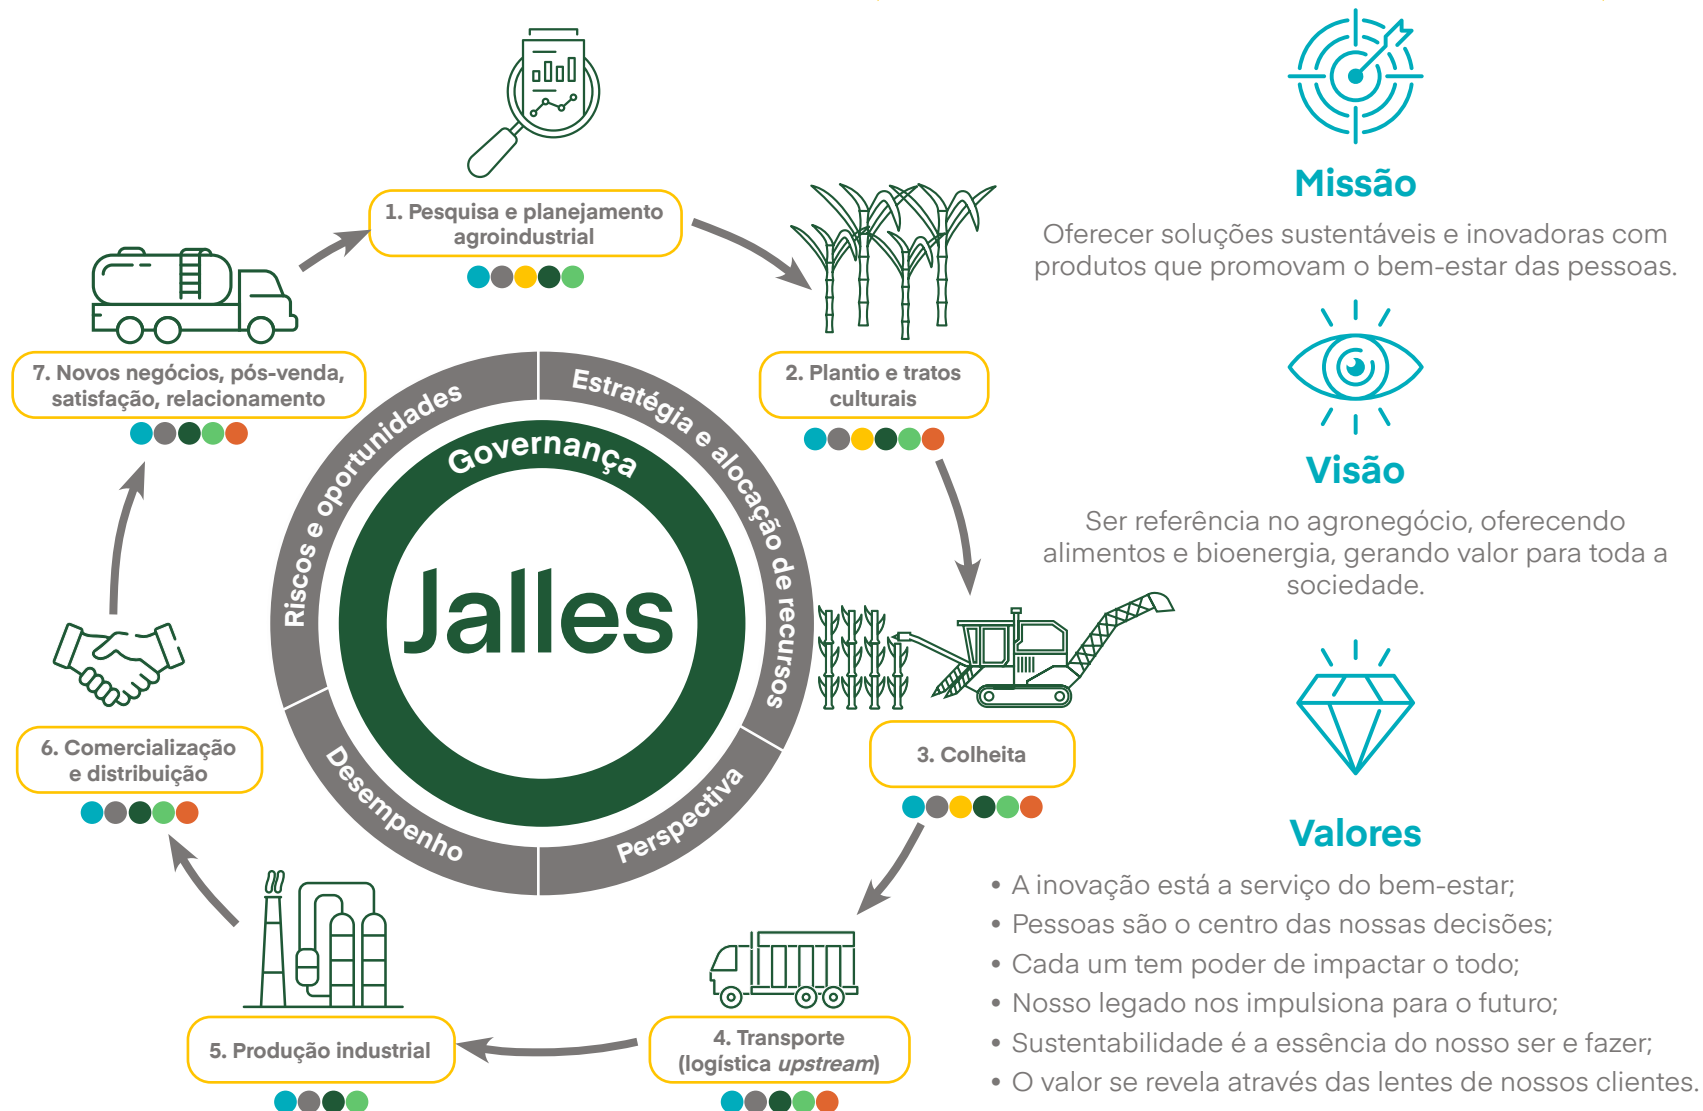 1. Pesquisa e planejamento
agroindustrial
2. Plantio e tratos
culturais
3. Colheita
4. Transporte
(logística upstream)
5. Produção industrial
6. Comercialização
e distribuição
7. Novos negócios, pós-venda,
satisfação, relacionamento
Riscos e oportunidades
Estratégia e alocação de recursos
Perspectiva
Desempenho
Governança
Jalles
Missão
Oferecer soluções sustentáveis e inovadoras com
produtos que promovam o bem-estar das pessoas.
Visão
Ser referência no agronegócio, oferecendo
alimentos e bioenergia, gerando valor para toda a
sociedade.
Valores
• A inovação está a serviço do bem-estar;
• Pessoas são o centro das nossas decisões;
• Cada um tem poder de impactar o todo;
• Nosso legado nos impulsiona para o futuro;
• Sustentabilidade é a essência do nosso ser e fazer;
• O valor se revela através das lentes de nossos clientes.